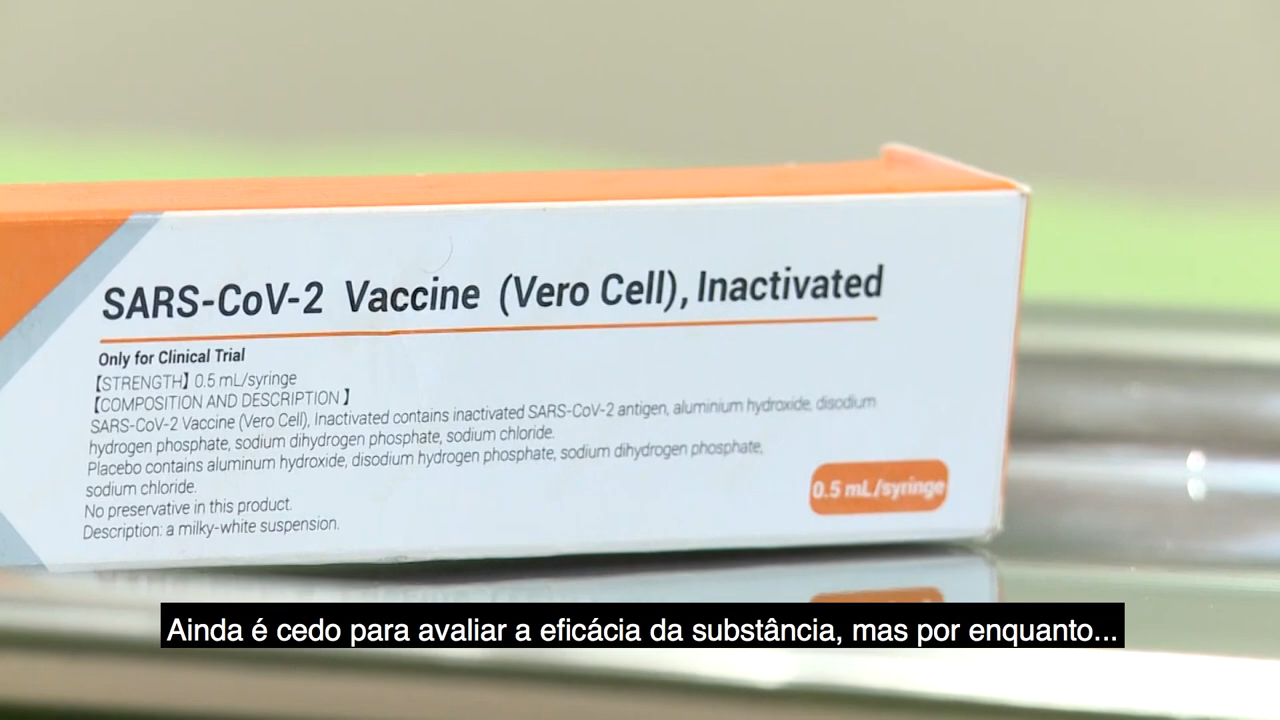 SARS-CoV-2 Vaccine (Vero Cell), Inactivated
Only for Clinical Trial
【STRENGTH】 0.5 mL/syringe
【COMPOSITION AND DESCRIPTION】
SARS-CoV-2 Vaccine (Vero Cell), Inactivated contains inactivated SARS-CoV-2 antigen, aluminium hydroxide, disodium
hydrogen phosphate, sodium dihydrogen phosphate, sodium chloride.
Placebo contains aluminum hydroxide, disodium hydrogen phosphate, sodium dihydrogen phosphate,
sodium chloride.
No preservative in this product.
Description: a milky-white suspension.
0.5 mL/syringe
Ainda é cedo para avaliar a eficácia da substância, mas por enquanto...